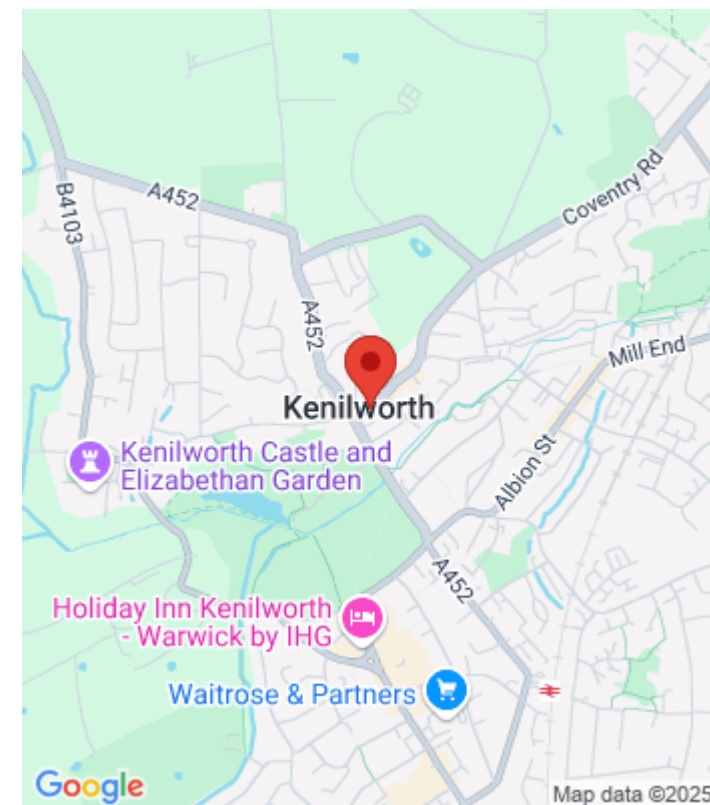 A452
Coventry Rd
B4103
A452
Mill End
Kenilworth
Kenilworth Castle and
Elizabethan Garden
Albion St
A452
Holiday Inn Kenilworth
- Warwick by IHG
Waitrose & Partners
Google
Map data ©2025